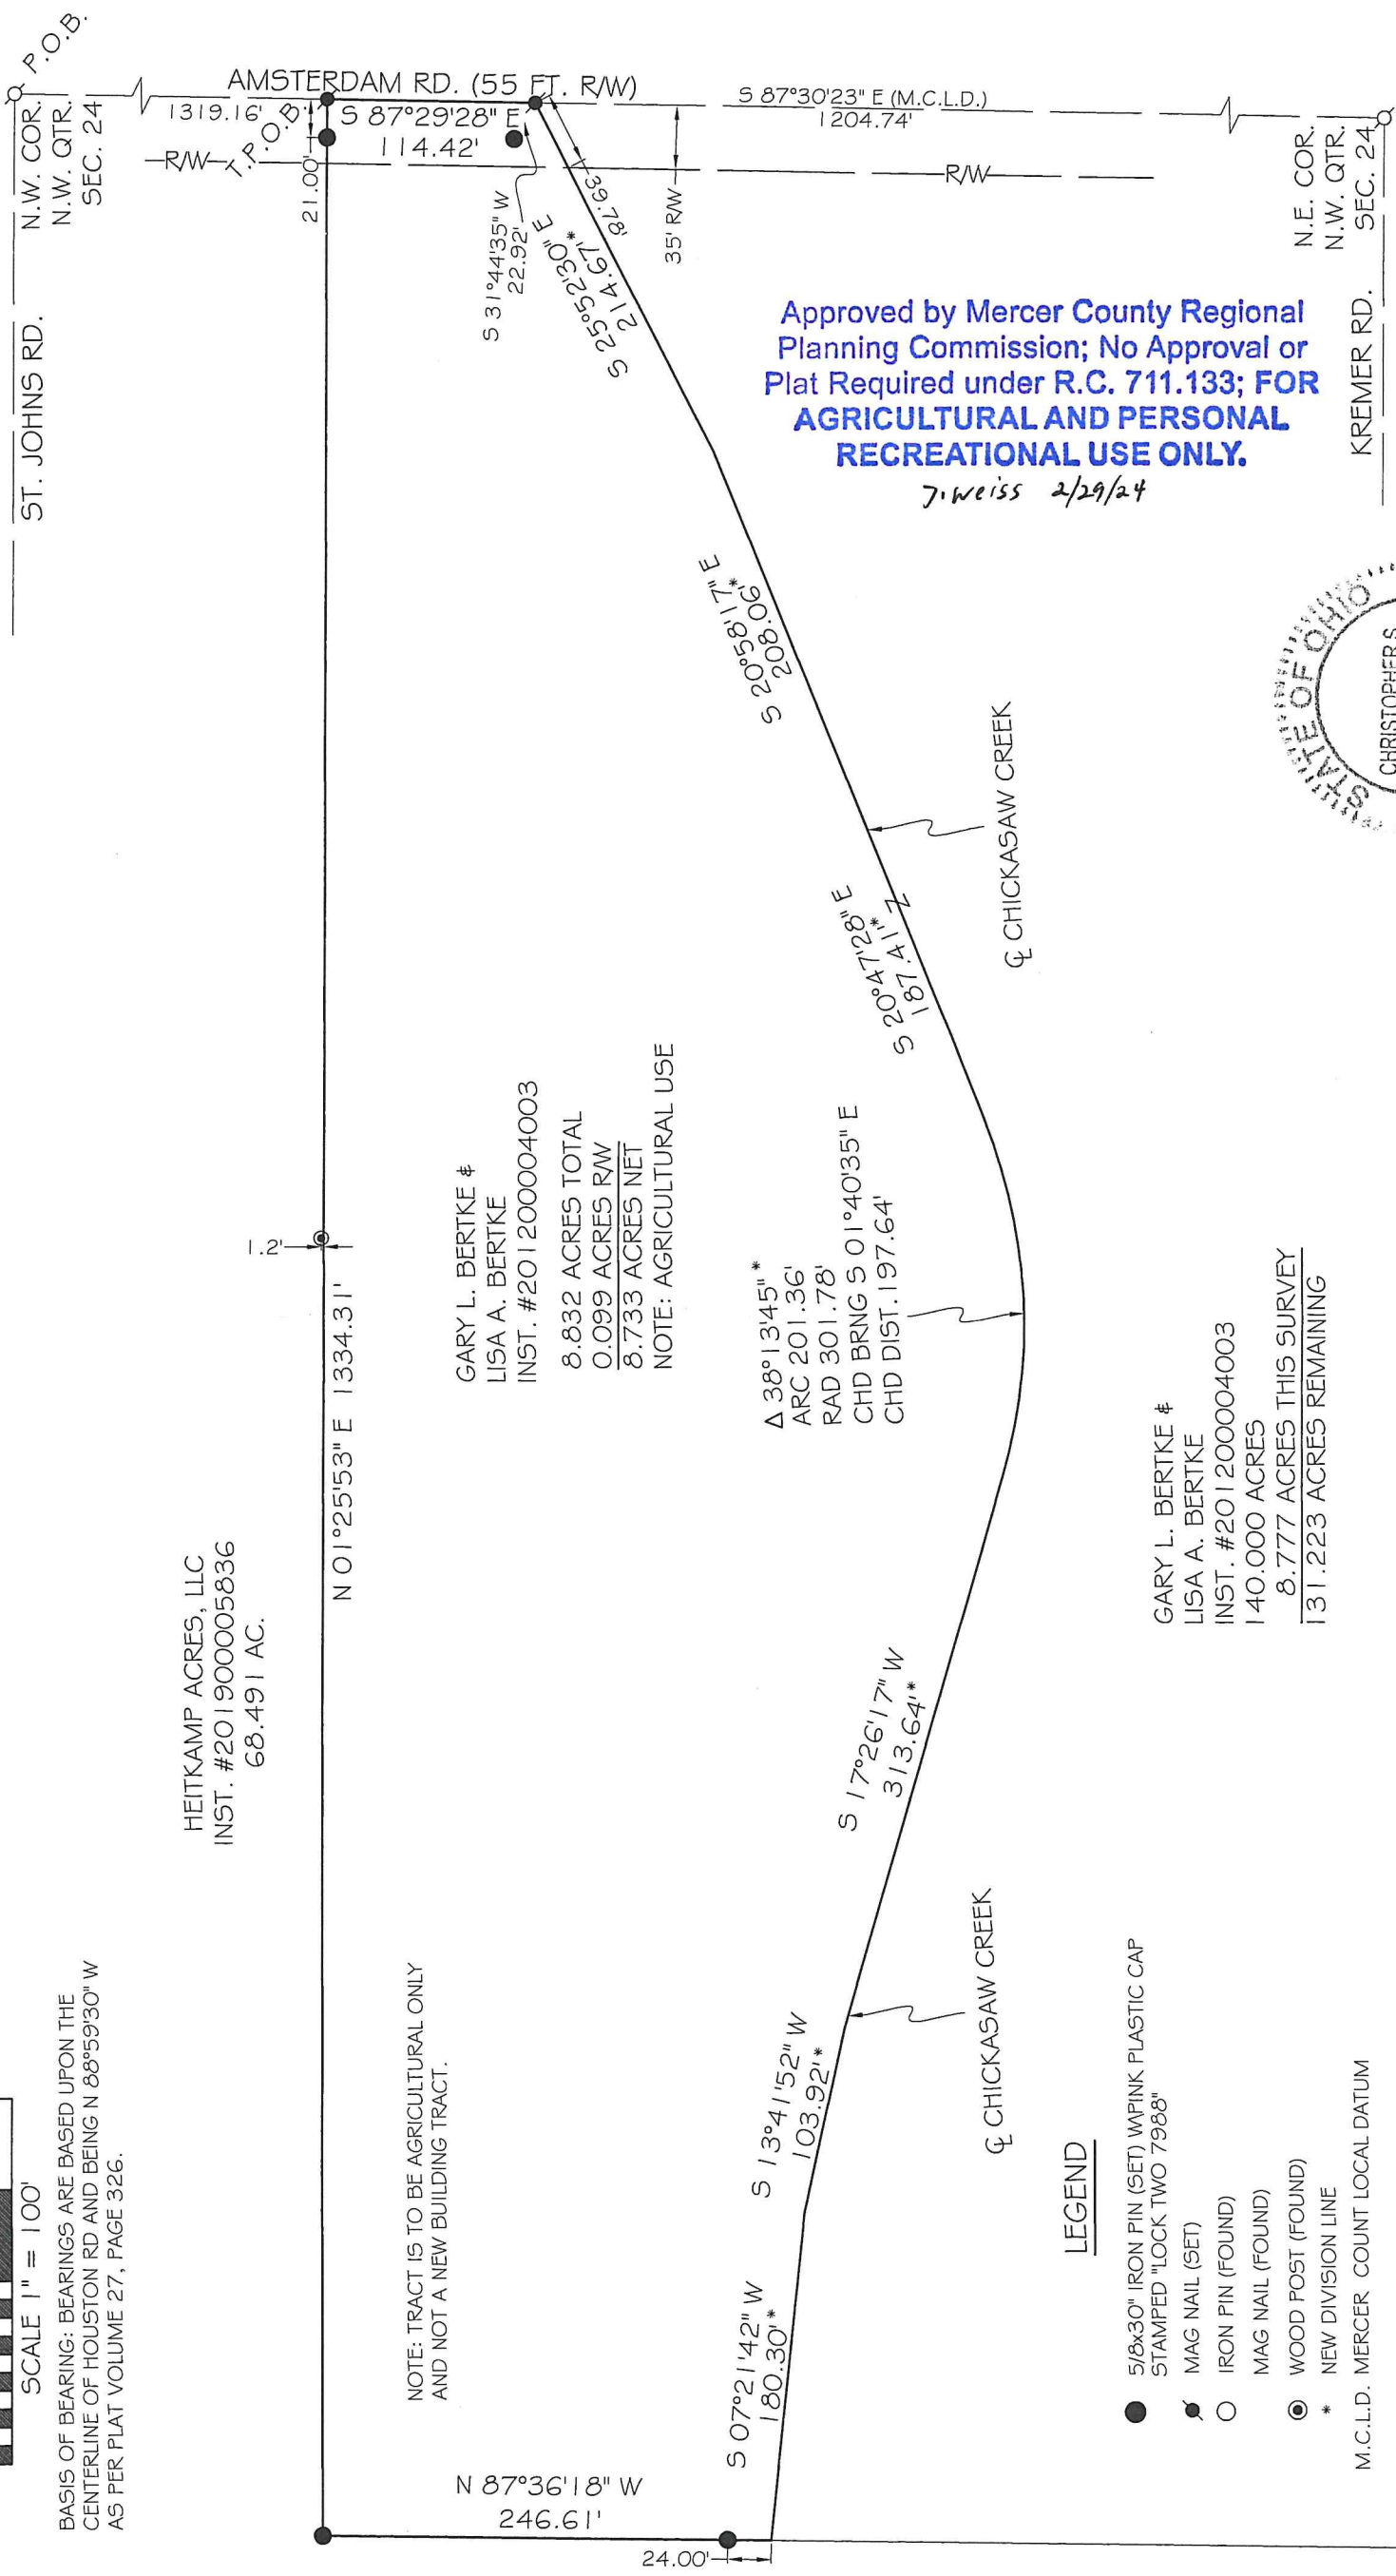 P.O.B.
N.W. COR.
N.W. QTR.
SEC. 24
ST. JOHNS RD.
AMSTERDAM RD. (55 FT. R/W)
1319.16'
T.P.O.B.
S 87°29'28" E
114.42'
S 87°30'23" E (M.C.L.D.)
1204.74'
R/W
R/W
21.00'
S 31°44'35" W
22.92'
39.78'
35' R/W
S 25°52'30" E
214.67'*
N.E. COR.
N.W. QTR.
SEC. 24
KREMER RD.
Approved by Mercer County Regional
Planning Commission; No Approval or
Plat Required under R.C. 711.133; FOR
AGRICULTURAL AND PERSONAL
RECREATIONAL USE ONLY.
J. Weiss 2/29/24
S 20°58'17" E
208.06'*
STATE OF OHIO
CHRISTOPHER S.
℄ CHICKASAW CREEK
S 20°47'28" E
187.41'*
1.2'
N 01°25'53" E 1334.31'
GARY L. BERTKE &
LISA A. BERTKE
INST. #201200004003
8.832 ACRES TOTAL
0.099 ACRES R/W
8.733 ACRES NET
NOTE: AGRICULTURAL USE
Δ 38°13'45" *
ARC 201.36'
RAD 301.78'
CHD BRNG S 01°40'35" E
CHD DIST. 197.64'
GARY L. BERTKE &
LISA A. BERTKE
INST. #201200004003
140.000 ACRES
8.777 ACRES THIS SURVEY
131.223 ACRES REMAINING
HEITKAMP ACRES, LLC
INST. #201900005836
68.491 AC.
S 17°26'17" W
313.64'*
℄ CHICKASAW CREEK
S 13°41'52" W
103.92'*
S 07°21'42" W
180.30'*
SCALE 1" = 100'
BASIS OF BEARING: BEARINGS ARE BASED UPON THE
CENTERLINE OF HOUSTON RD AND BEING N 88°59'30" W
AS PER PLAT VOLUME 27, PAGE 326.
NOTE: TRACT IS TO BE AGRICULTURAL ONLY
AND NOT A NEW BUILDING TRACT.
N 87°36'18" W
246.61'
24.00'
LEGEND
5/8x30" IRON PIN (SET) W/PINK PLASTIC CAP
STAMPED "LOCK TWO 7988"
MAG NAIL (SET)
IRON PIN (FOUND)
MAG NAIL (FOUND)
WOOD POST (FOUND)
* NEW DIVISION LINE
M.C.L.D. MERCER COUNT LOCAL DATUM